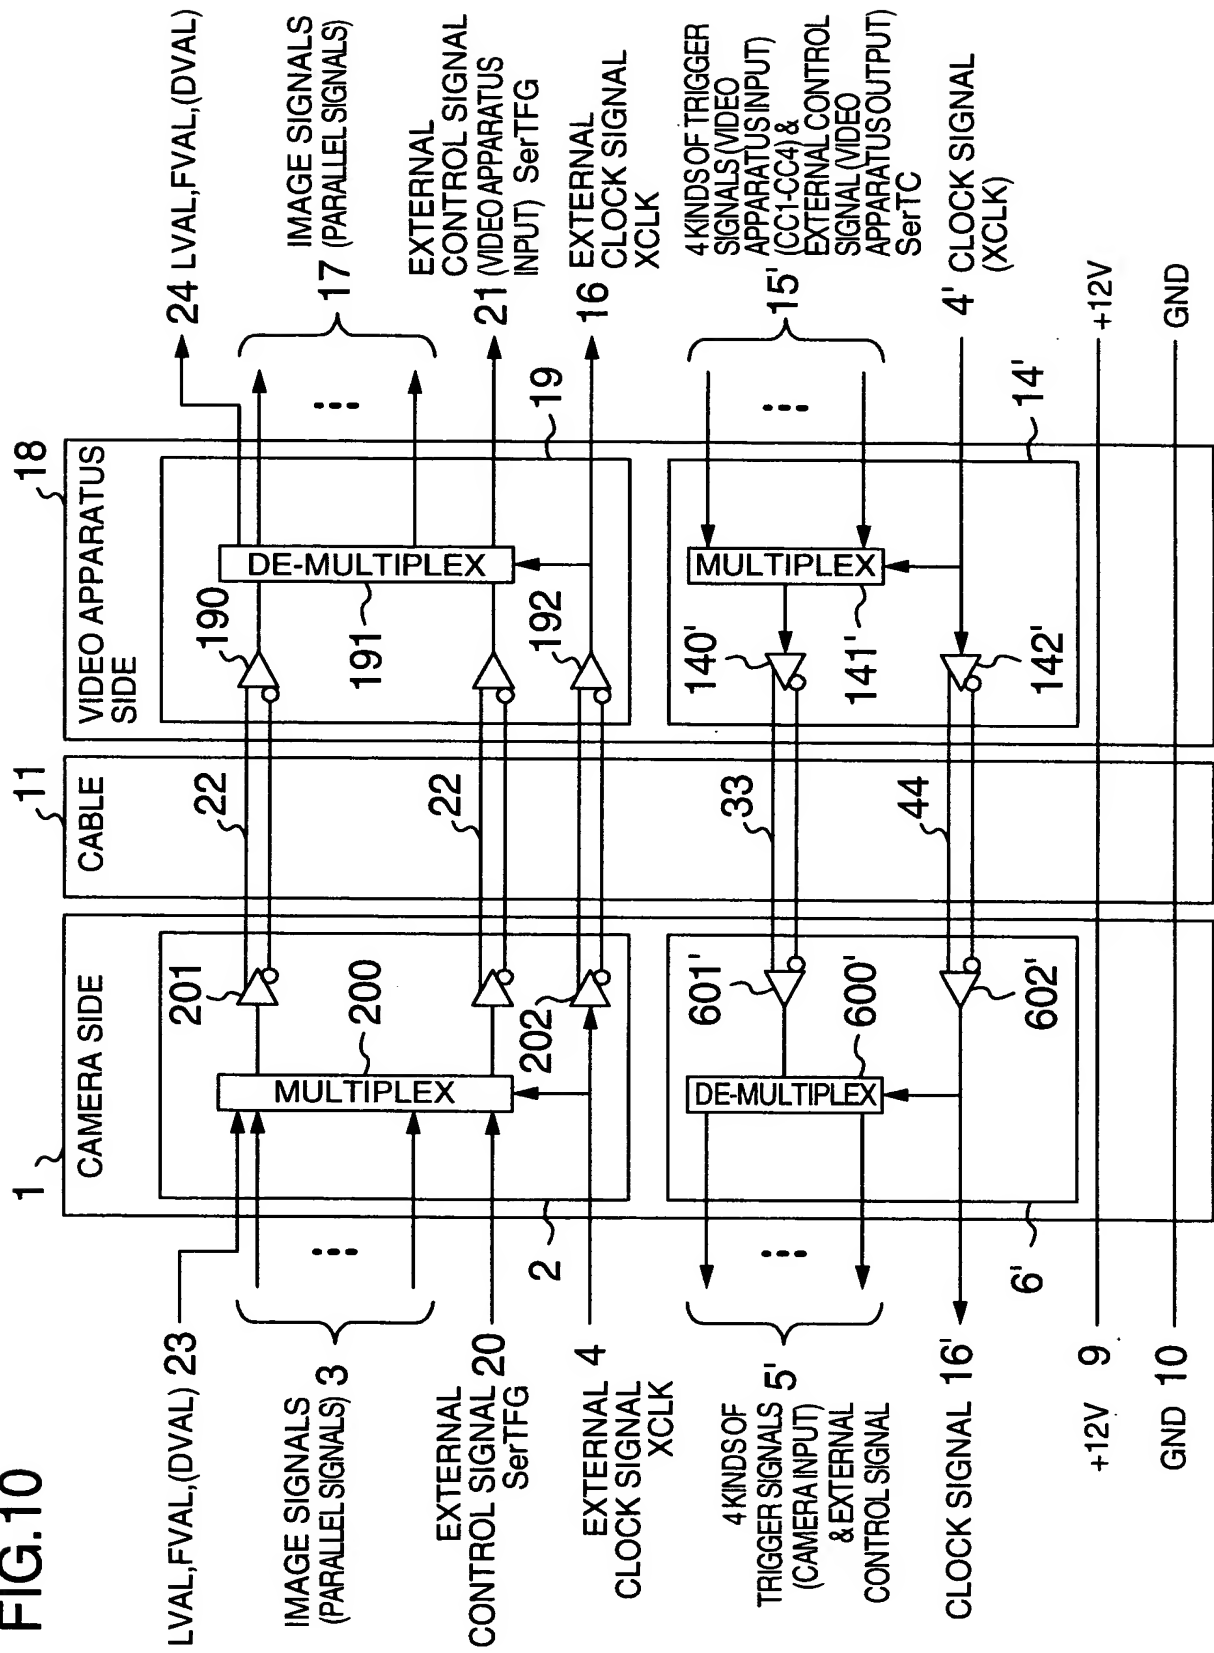 FIG.10
1
CAMERA SIDE
11
CABLE
18
VIDEO APPARATUS
SIDE
LVAL,FVAL,(DVAL) 23
201
22
190
24 LVAL,FVAL,(DVAL)
IMAGE SIGNALS
(PARALLEL SIGNALS) 3
MULTIPLEX
200
DE-MULTIPLEX
191
17
IMAGE SIGNALS
(PARALLEL SIGNALS)
EXTERNAL
CONTROL SIGNAL 20
SerTFG
22
21
EXTERNAL
CONTROL SIGNAL
(VIDEO APPARATUS
INPUT) SerTFG
2
202
192
19
EXTERNAL 4
CLOCK SIGNAL
XCLK
16 EXTERNAL
CLOCK SIGNAL
XCLK
4 KINDS OF
TRIGGER SIGNALS 5'
(CAMERA INPUT)
& EXTERNAL
CONTROL SIGNAL
DE-MULTIPLEX
601'
600'
33
140'
MULTIPLEX
141'
15'
4 KINDS OF TRIGGER
SIGNALS (VIDEO
APPARATUS INPUT)
(CC1-CC4) &
EXTERNAL CONTROL
SIGNAL (VIDEO
APPARATUS OUTPUT)
SerTC
CLOCK SIGNAL 16'
6'
602'
44
142'
14'
4' CLOCK SIGNAL
(XCLK)
+12V 9
+12V
GND 10
GND